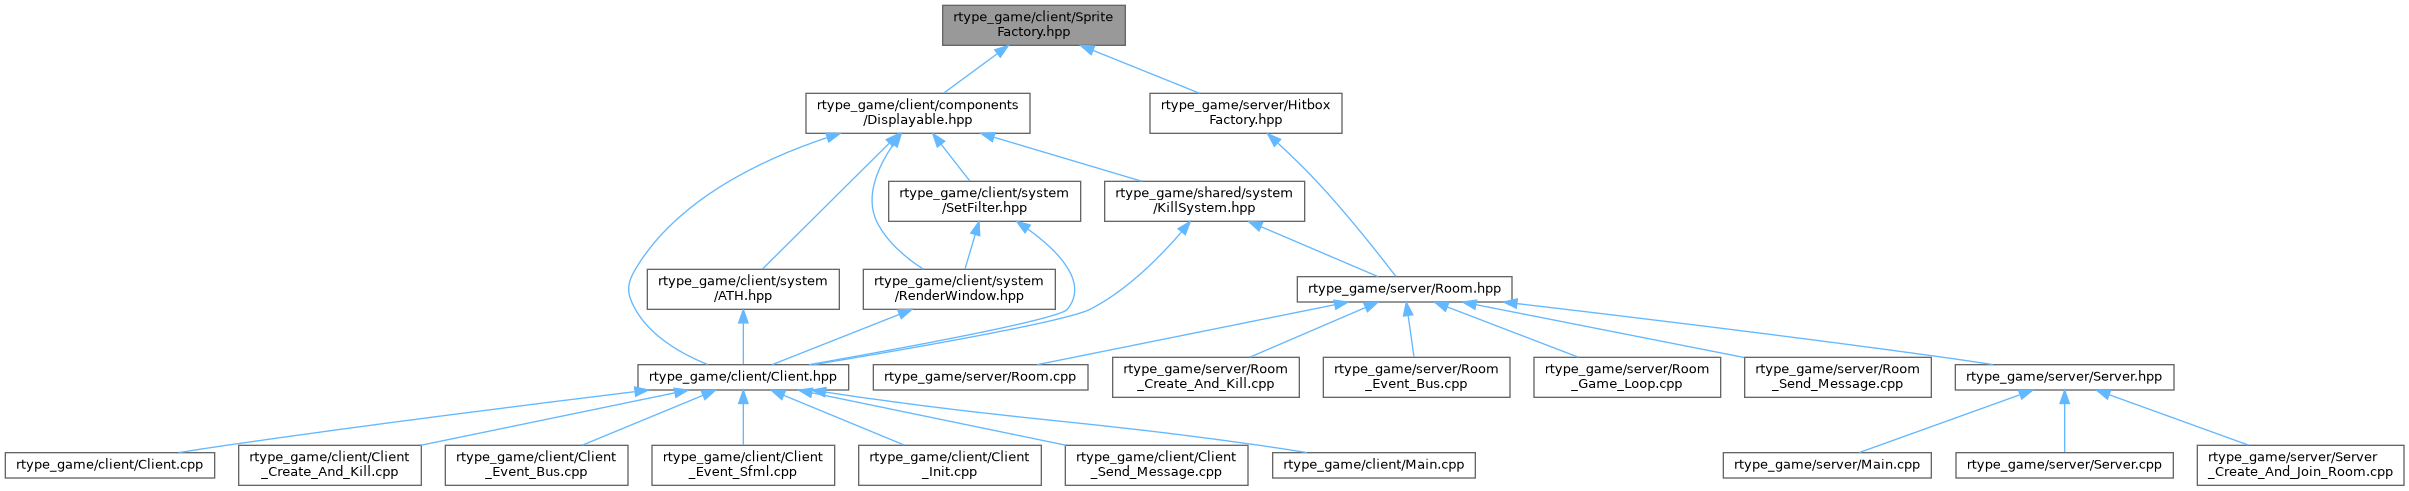 rtype_game/client/Sprite
Factory.hpp
rtype_game/client/components
/Displayable.hpp
rtype_game/server/Hitbox
Factory.hpp
rtype_game/client/system
/SetFilter.hpp
rtype_game/shared/system
/KillSystem.hpp
rtype_game/client/system
/ATH.hpp
rtype_game/client/system
/RenderWindow.hpp
rtype_game/server/Room.hpp
rtype_game/client/Client.hpp
rtype_game/server/Room.cpp
rtype_game/server/Room
_Create_And_Kill.cpp
rtype_game/server/Room
_Event_Bus.cpp
rtype_game/server/Room
_Game_Loop.cpp
rtype_game/server/Room
_Send_Message.cpp
rtype_game/server/Server.hpp
rtype_game/client/Client.cpp
rtype_game/client/Client
_Create_And_Kill.cpp
rtype_game/client/Client
_Event_Bus.cpp
rtype_game/client/Client
_Event_Sfml.cpp
rtype_game/client/Client
_Init.cpp
rtype_game/client/Client
_Send_Message.cpp
rtype_game/client/Main.cpp
rtype_game/server/Main.cpp
rtype_game/server/Server.cpp
rtype_game/server/Server
_Create_And_Join_Room.cpp